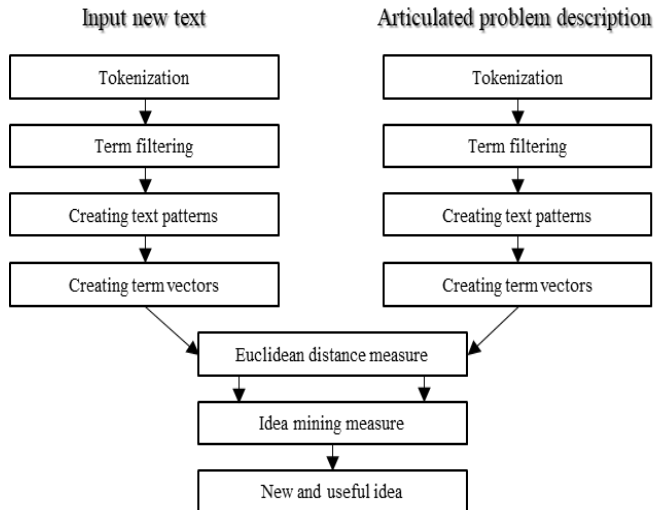 Input new text
Articulated problem description
Tokenization
Tokenization
Term filtering
Term filtering
Creating text patterns
Creating text patterns
Creating term vectors
Creating term vectors
Euclidean distance measure
Idea mining measure
New and useful idea